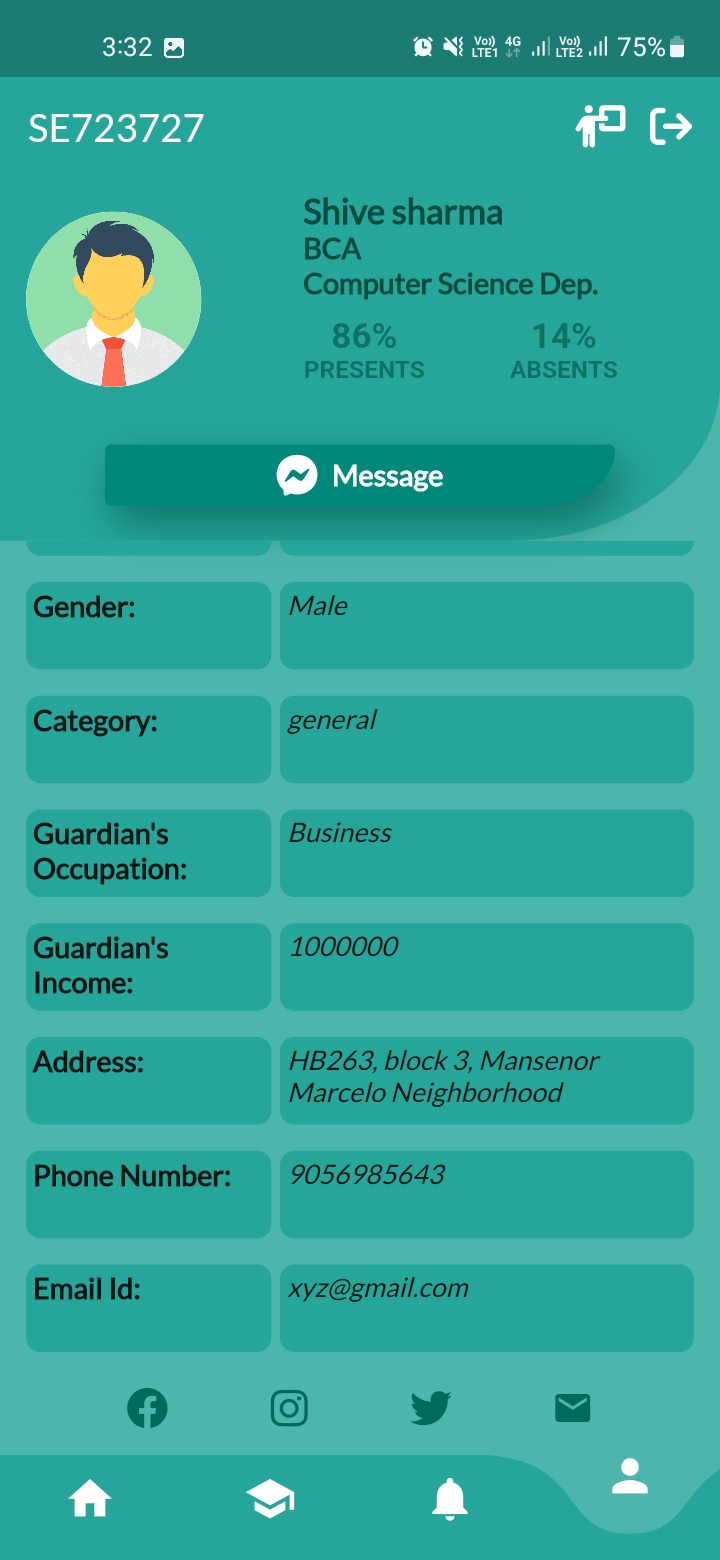 3:32 Vo)) LTE1 4G Vo)) LTE2 75%
SE723727
Shive sharma
BCA
Computer Science Dep.
86% 14%
PRESENTS ABSENTS
Message
Gender: Male
Category: general
Guardian's Business
Occupation:
Guardian's 1000000
Income:
Address: HB263, block 3, Mansenor
Marcelo Neighborhood
Phone Number: 9056985643
Email Id: xyz@gmail.com